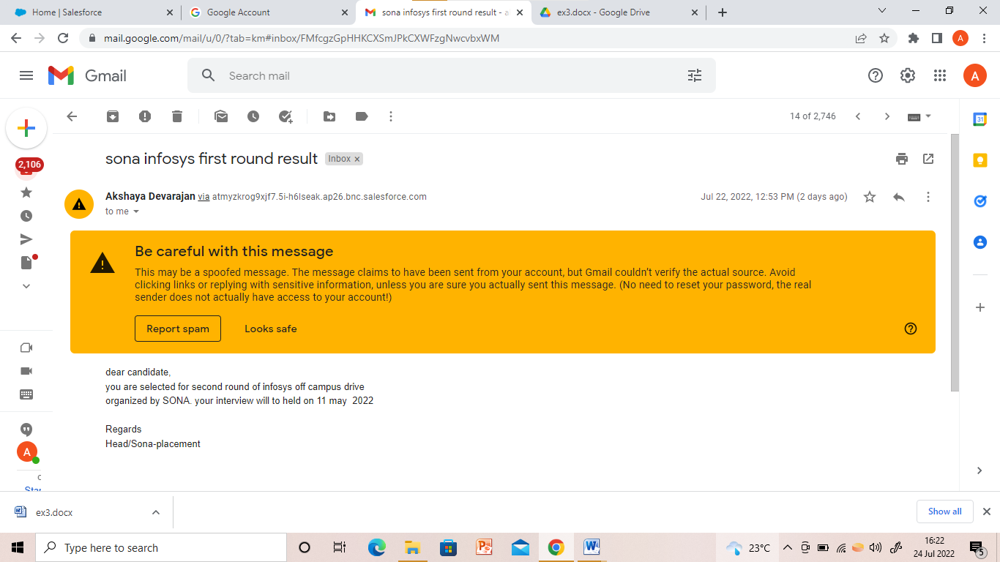 Home | Salesforce
Google Account
sona infosys first round result - a
ex3.docx - Google Drive
mail.google.com/mail/u/0/?tab=km#inbox/FMfcgzGpHHKCXSmJPkCXWFzgNwcvbxWM
A
Gmail
Search mail
A
14 of 2,746
31
2,106
sona infosys first round result
Inbox x
Akshaya Devarajan via atmyzkrog9xjf7.5i-h6lseak.ap26.bnc.salesforce.com
Jul 22, 2022, 12:53 PM (2 days ago)
to me
Be careful with this message
This may be a spoofed message. The message claims to have been sent from your account, but Gmail couldn't verify the actual source. Avoid
clicking links or replying with sensitive information, unless you are sure you actually sent this message. (No need to reset your password, the real
sender does not actually have access to your account!)
Report spam
Looks safe
dear candidate,
you are selected for second round of infosys off campus drive
organized by SONA. your interview will to held on 11 may  2022
Regards
Head/Sona-placement
A
ex3.docx
Show all
Type here to search
23°C
16:22
24 Jul 2022
5